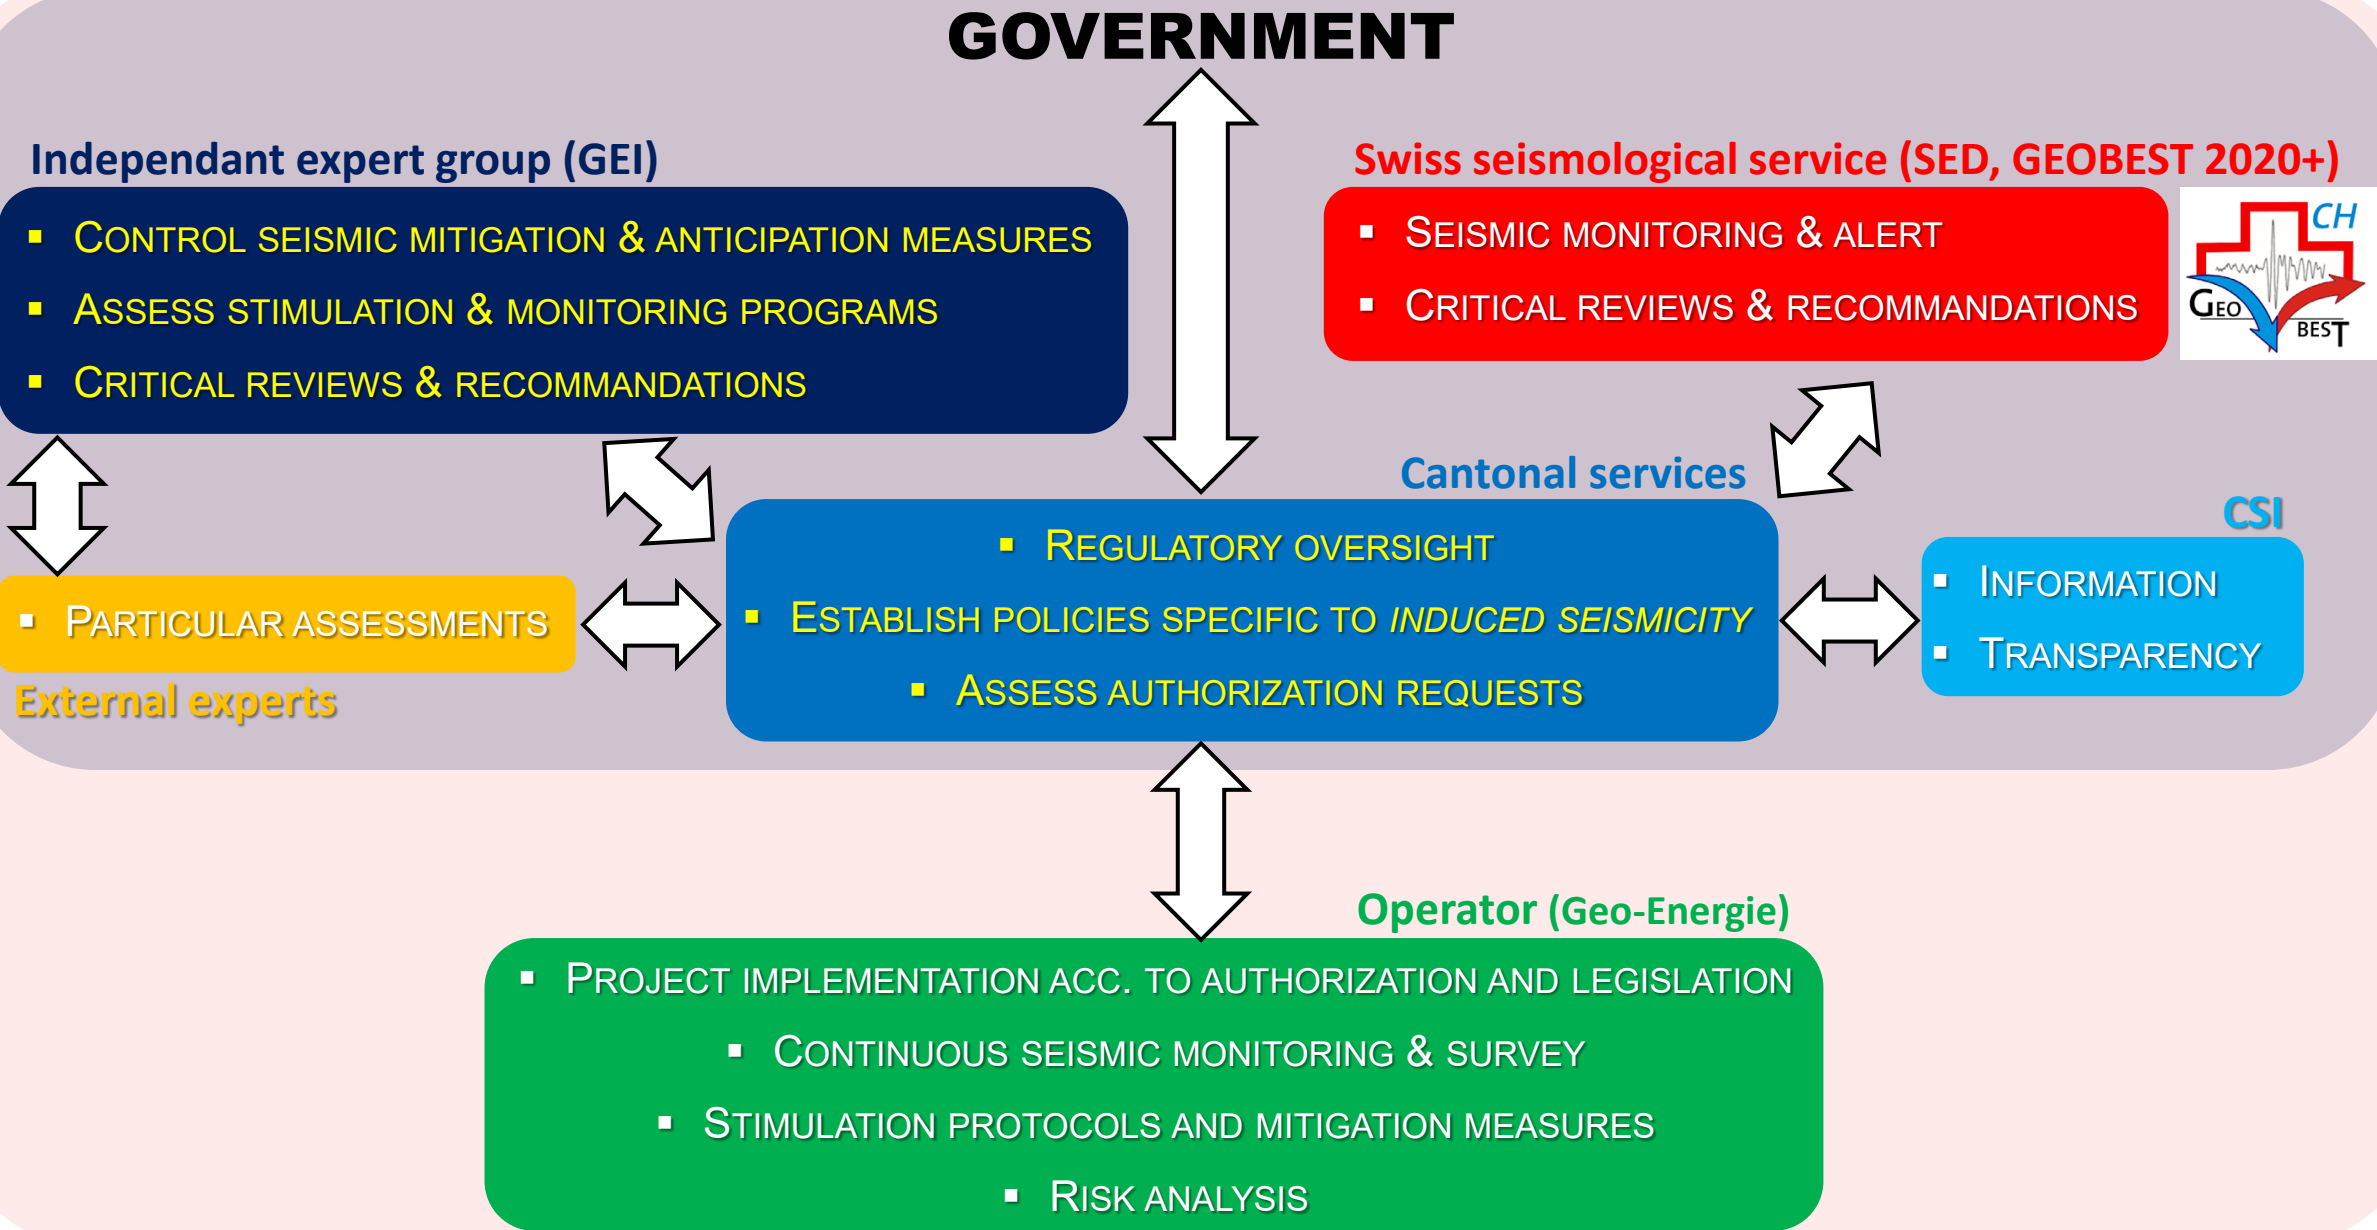 GOVERNMENT
Independant expert group (GEI)
▪ CONTROL SEISMIC MITIGATION & ANTICIPATION MEASURES
▪ ASSESS STIMULATION & MONITORING PROGRAMS
▪ CRITICAL REVIEWS & RECOMMANDATIONS
Swiss seismological service (SED, GEOBEST 2020+)
▪ SEISMIC MONITORING & ALERT
▪ CRITICAL REVIEWS & RECOMMANDATIONS
CH
GEO
BEST
Cantonal services
▪ REGULATORY OVERSIGHT
▪ ESTABLISH POLICIES SPECIFIC TO INDUCED SEISMICITY
▪ ASSESS AUTHORIZATION REQUESTS
CSI
▪ INFORMATION
▪ TRANSPARENCY
▪ PARTICULAR ASSESSMENTS
External experts
Operator (Geo-Energie)
▪ PROJECT IMPLEMENTATION ACC. TO AUTHORIZATION AND LEGISLATION
▪ CONTINUOUS SEISMIC MONITORING & SURVEY
▪ STIMULATION PROTOCOLS AND MITIGATION MEASURES
▪ RISK ANALYSIS